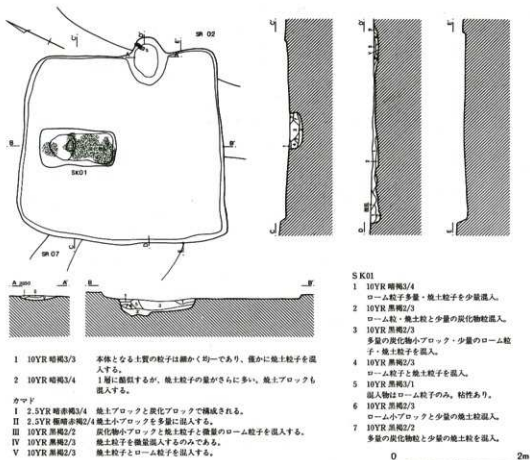 SR 02
SK01
SR 07
B
B'
A
A'
B
B'
1 10YR 暗褐3/3 本体となる土質の粒子は細かく均一であり、僅かに焼土粒子を混
入する。
2 10YR 暗褐3/4 1層に酷似するが、焼土粒子の量がさらに多い。焼土ブロックも
混入する。
カマド
I 2.5YR 暗赤褐3/4 焼土ブロックと炭化ブロックで構成される。
II 2.5YR 極暗赤褐2/4 焼土小ブロックを多量に混入する。
III 10YR 黒褐2/2 炭化物小ブロックと焼土粒子と微量のローム粒子を混入する。
IV 10YR 黒褐2/3 焼土粒子を微量混入するのみである。
V 10YR 黒褐2/3 焼土粒子とローム粒子を混入する。
SK01
1 10YR 暗褐3/4
ローム粒子多量・焼土粒子を少量混入。
2 10YR 黒褐2/3
ローム粒・焼土粒と少量の炭化物粒混入。
3 10YR 黒褐2/3
多量の炭化物小ブロック・少量のローム粒
子・焼土粒子を混入。
4 10YR 黒褐2/3
ローム粒子と焼土粒子を混入。
5 10YR 黒褐3/1
混入物はローム粒子のみ。粘性あり。
6 10YR 黒褐2/3
ローム小ブロックと少量の焼土粒混入。
7 10YR 黒褐2/2
多量の炭化物粒と少量の焼土粒を混入。
0 2m